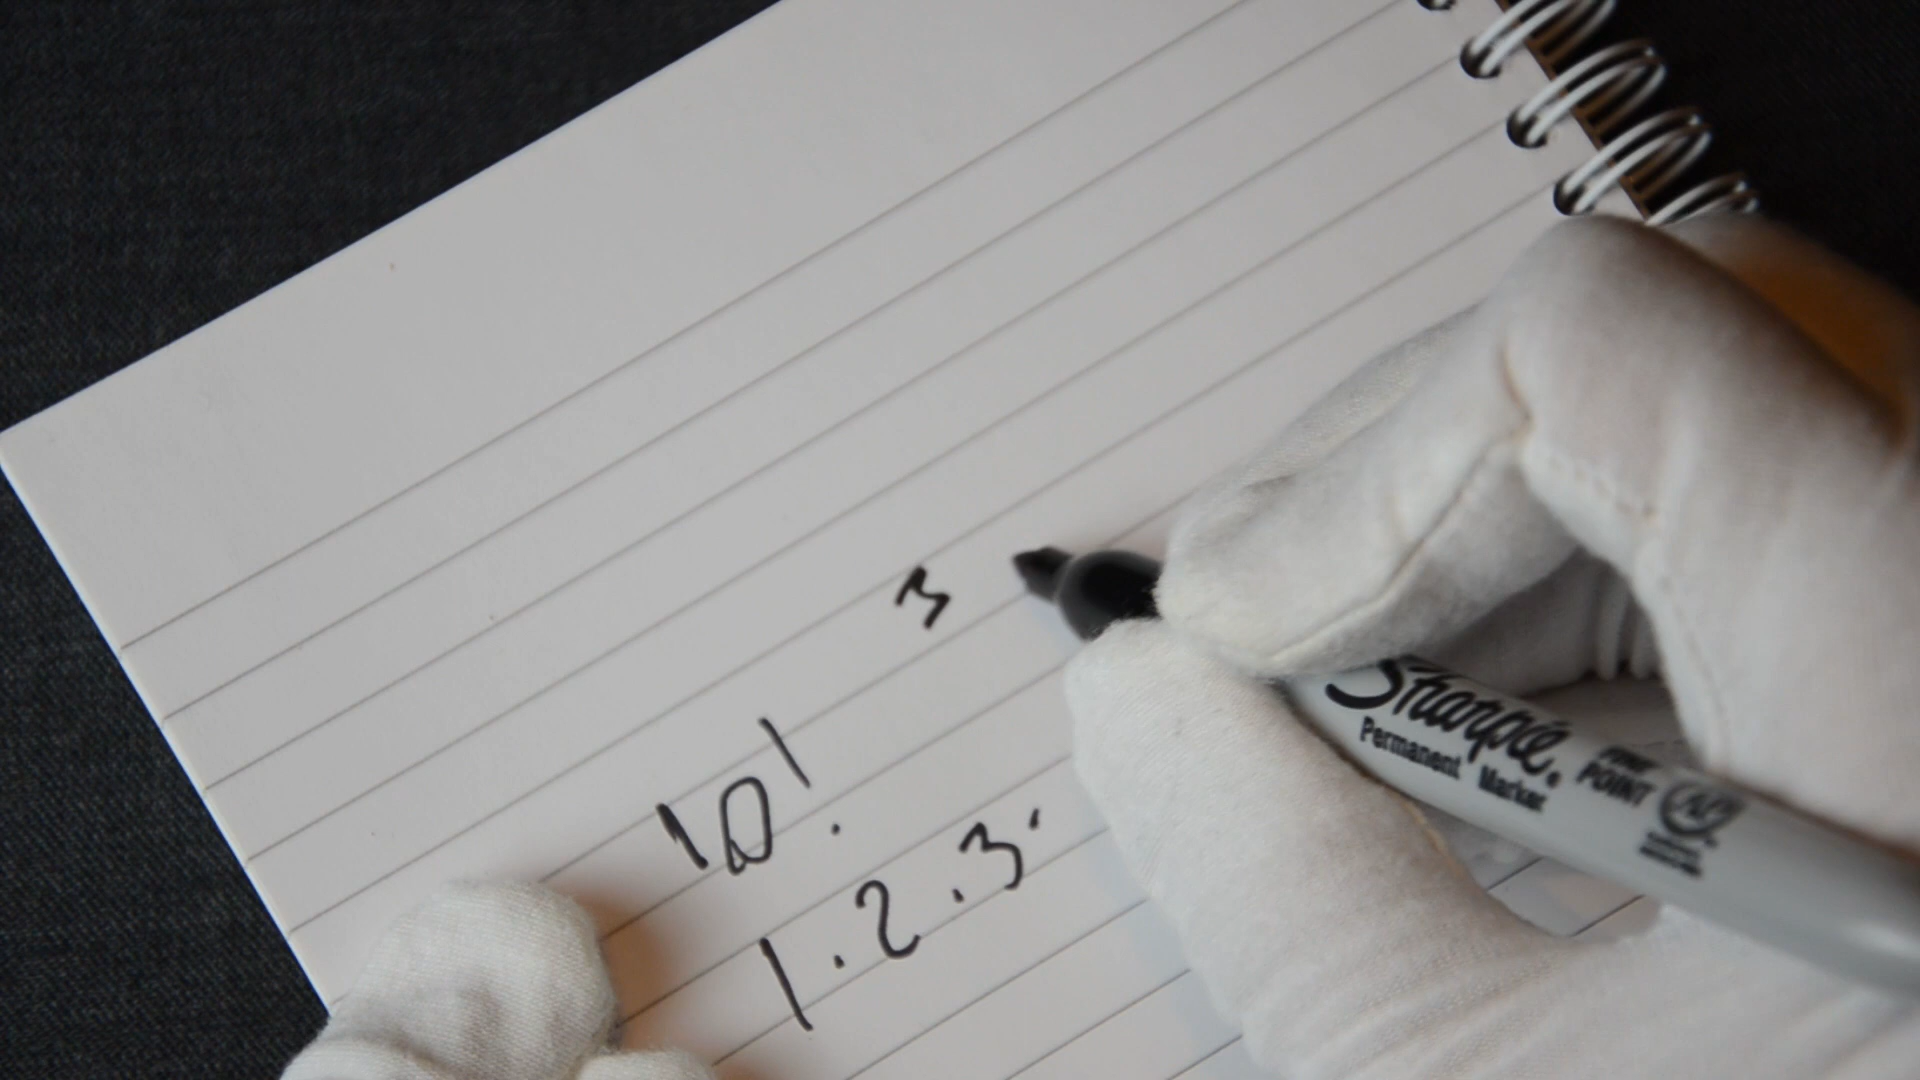 3
10!
1.2.3.
Sharpie.
Permanent Marker
FINE POINT